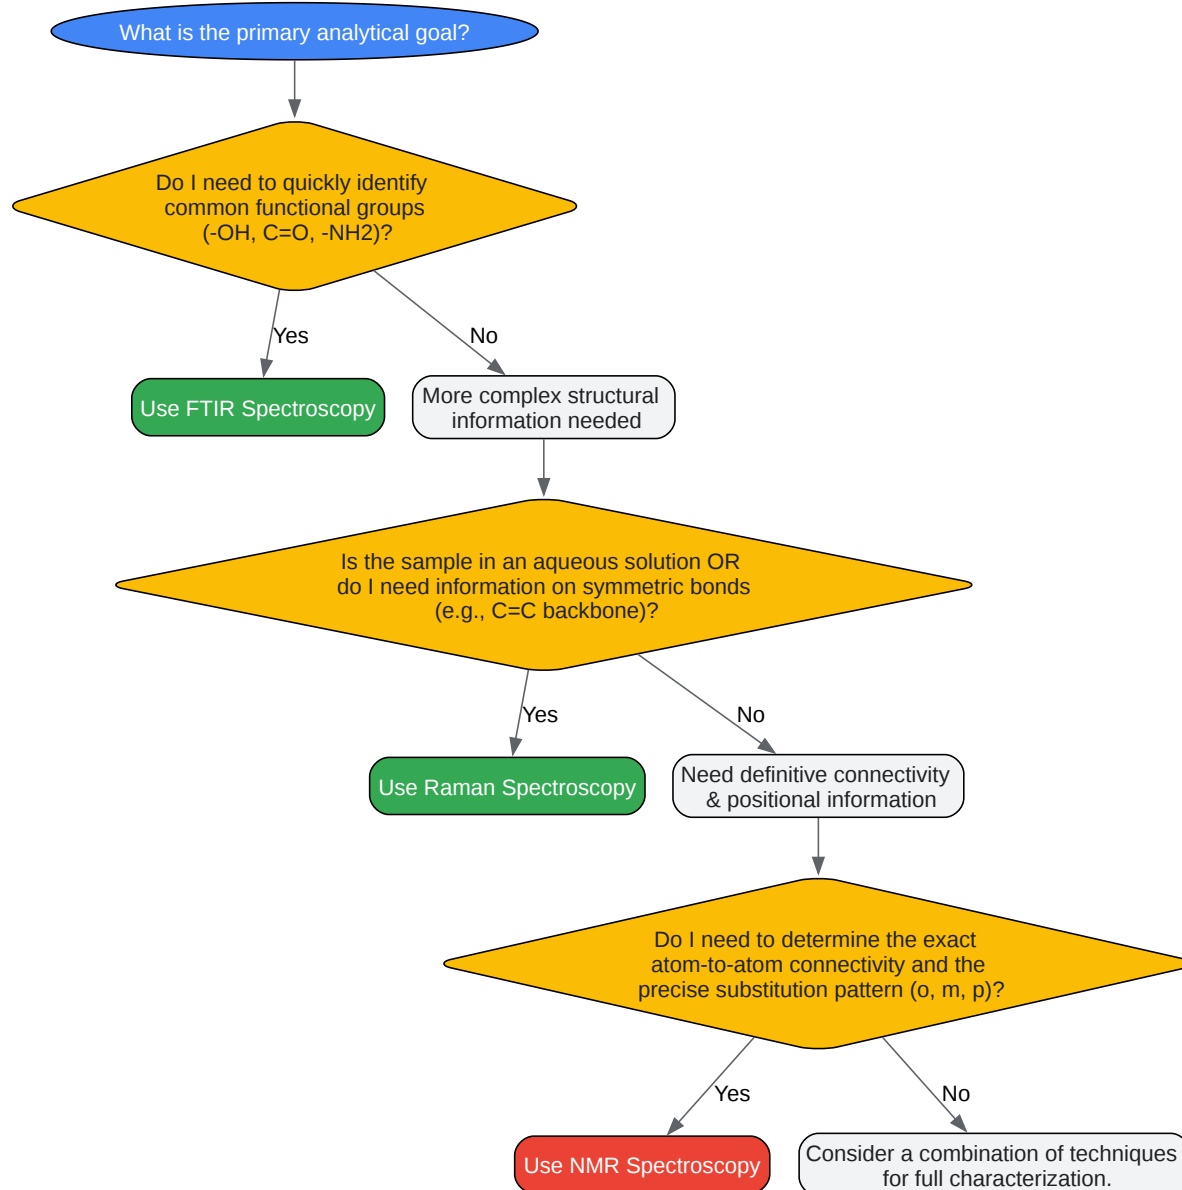 What is the primary analytical goal?
Do I need to quickly identify
common functional groups
(-OH, C=O, -NH2)?
Yes
No
Use FTIR Spectroscopy
More complex structural
information needed
Is the sample in an aqueous solution OR
do I need information on symmetric bonds
(e.g., C=C backbone)?
Yes
No
Use Raman Spectroscopy
Need definitive connectivity
& positional information
Do I need to determine the exact
atom-to-atom connectivity and the
precise substitution pattern (o, m, p)?
Yes
No
Use NMR Spectroscopy
Consider a combination of techniques
for full characterization.